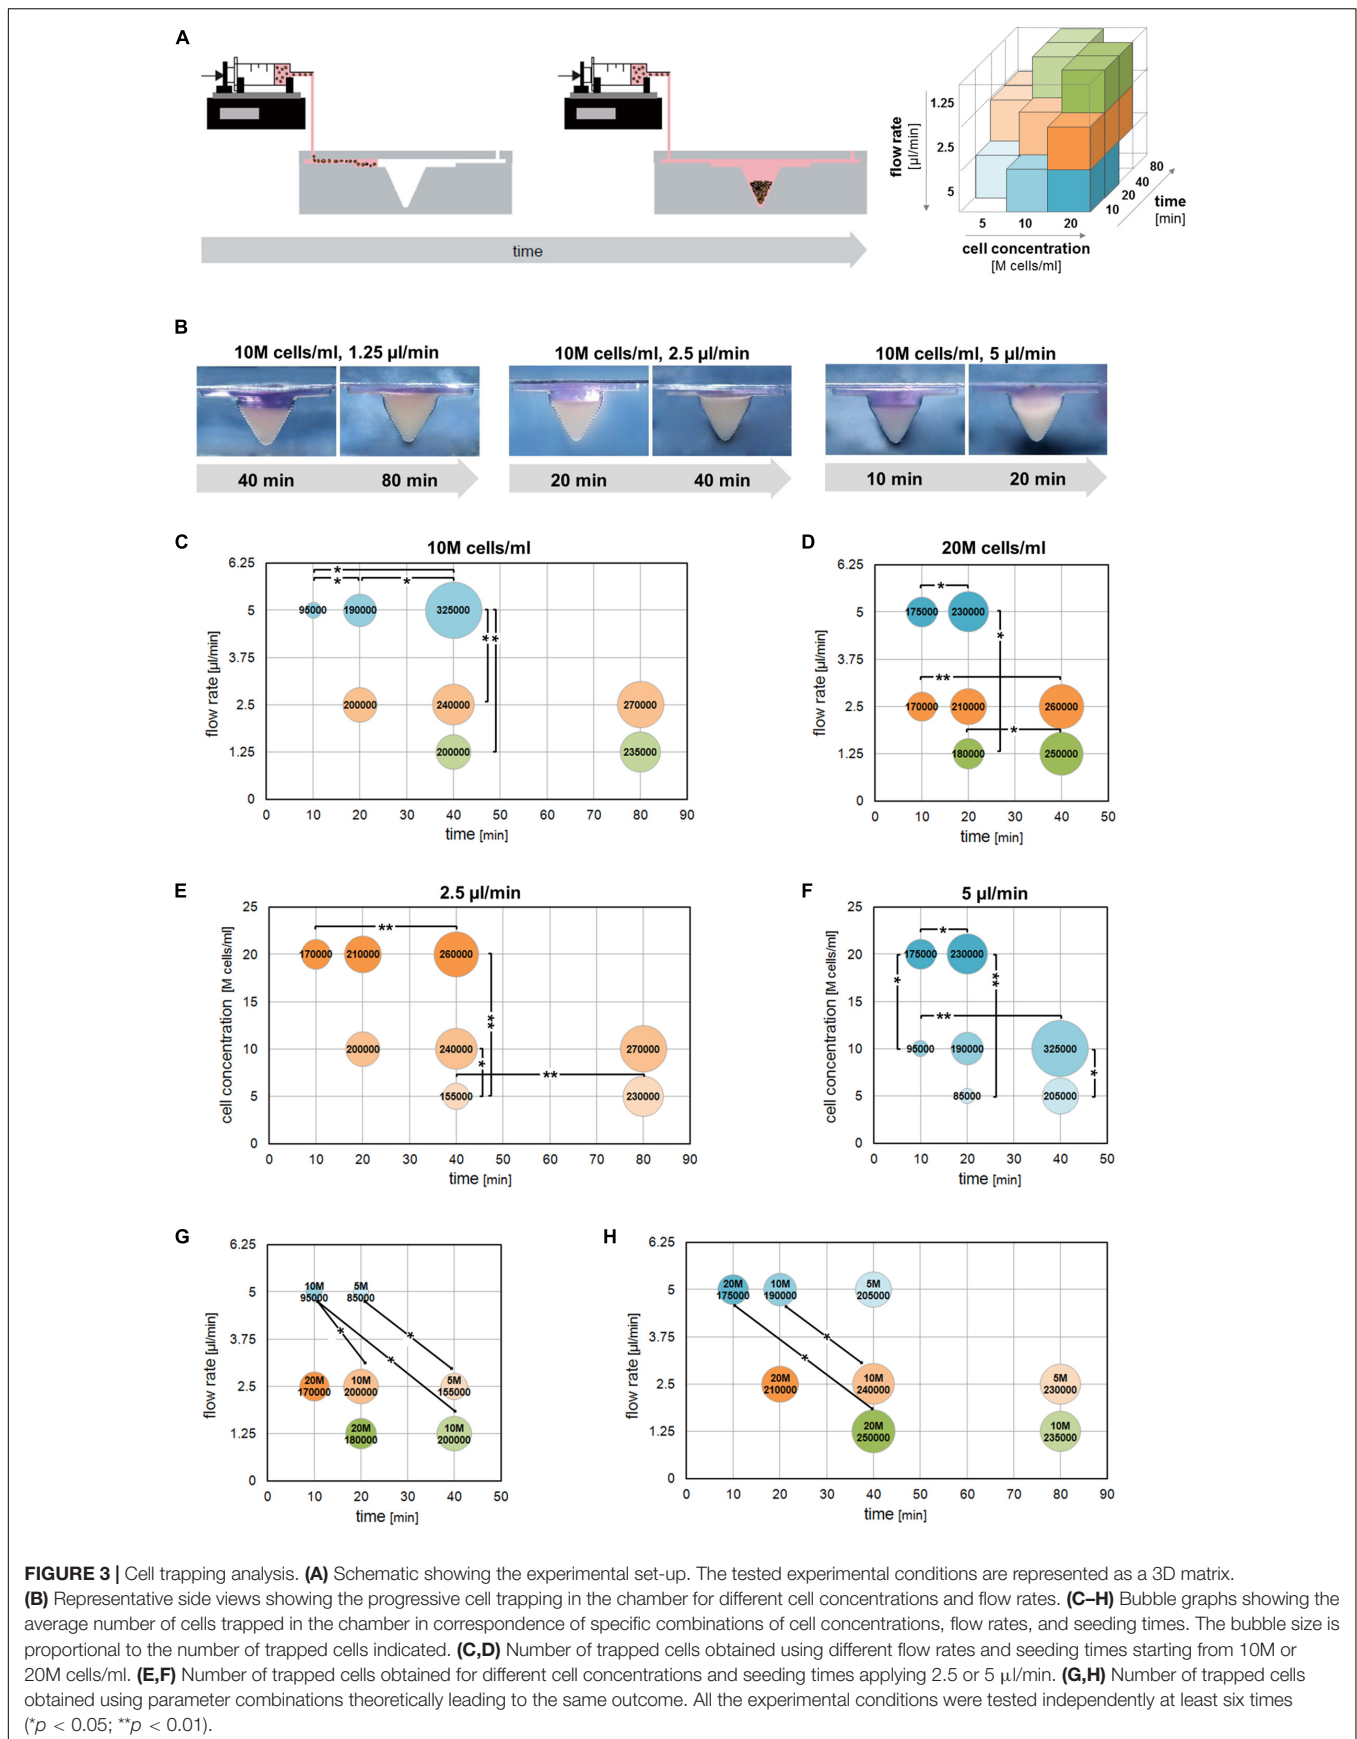 A
time
flow rate
[µl/min]
1.25
2.5
5
5
10
20
cell concentration
[M cells/ml]
10
20
40
80
time
[min]
B
10M cells/ml, 1.25 µl/min
10M cells/ml, 2.5 µl/min
10M cells/ml, 5 µl/min
40 min
80 min
20 min
40 min
10 min
20 min
C
10M cells/ml
flow rate [µl/min]
6.25
5
3.75
2.5
1.25
0
*
* *
95000 190000 325000
** **
200000 240000 270000
200000 235000
0 10 20 30 40 50 60 70 80 90
time [min]
D
20M cells/ml
flow rate [µl/min]
6.25
5
3.75
2.5
1.25
0
*
175000 230000
*
**
170000 210000 260000
*
180000 250000
0 10 20 30 40 50
time [min]
E
2.5 µl/min
cell concentration [M cells/ml]
25
20
15
10
5
0
**
170000 210000 260000
**
200000 240000 270000
*
**
155000 230000
0 10 20 30 40 50 60 70 80 90
time [min]
F
5 µl/min
cell concentration [M cells/ml]
25
20
15
10
5
0
*
175000 230000
* **
**
95000 190000 325000
*
85000 205000
0 10 20 30 40 50
time [min]
G
flow rate [µl/min]
6.25
5
3.75
2.5
1.25
0
10M 5M
95000 85000
* *
*
20M 10M 5M
170000 200000 155000
20M 10M
180000 200000
0 10 20 30 40 50
time [min]
H
flow rate [µl/min]
6.25
5
3.75
2.5
1.25
0
20M 10M 5M
175000 190000 205000
*
*
20M 10M 5M
210000 240000 230000
20M 10M
250000 235000
0 10 20 30 40 50 60 70 80 90
time [min]
FIGURE 3 | Cell trapping analysis. (A) Schematic showing the experimental set-up. The tested experimental conditions are represented as a 3D matrix.
(B) Representative side views showing the progressive cell trapping in the chamber for different cell concentrations and flow rates. (C–H) Bubble graphs showing the
average number of cells trapped in the chamber in correspondence of specific combinations of cell concentrations, flow rates, and seeding times. The bubble size is
proportional to the number of trapped cells indicated. (C,D) Number of trapped cells obtained using different flow rates and seeding times starting from 10M or
20M cells/ml. (E,F) Number of trapped cells obtained for different cell concentrations and seeding times applying 2.5 or 5 µl/min. (G,H) Number of trapped cells
obtained using parameter combinations theoretically leading to the same outcome. All the experimental conditions were tested independently at least six times
(*p < 0.05; **p < 0.01).